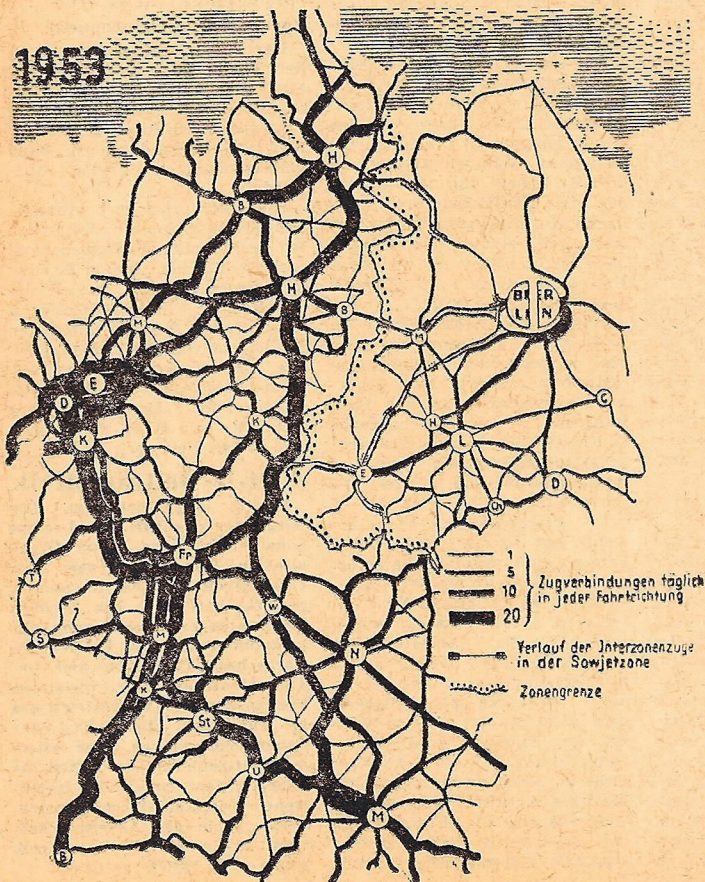 1953
H
B
H
B
M
BER
LIN
M
E
D
K
K
H
L
C
E
D
Ch
Fr
T
W
S
M
N
K
St
U
M
B
1
5
10
20
Zugverbindungen täglich
in jeder Fahrtrichtung
Verlauf der Interzonenzüge
in der Sowjetzone
Zonengrenze